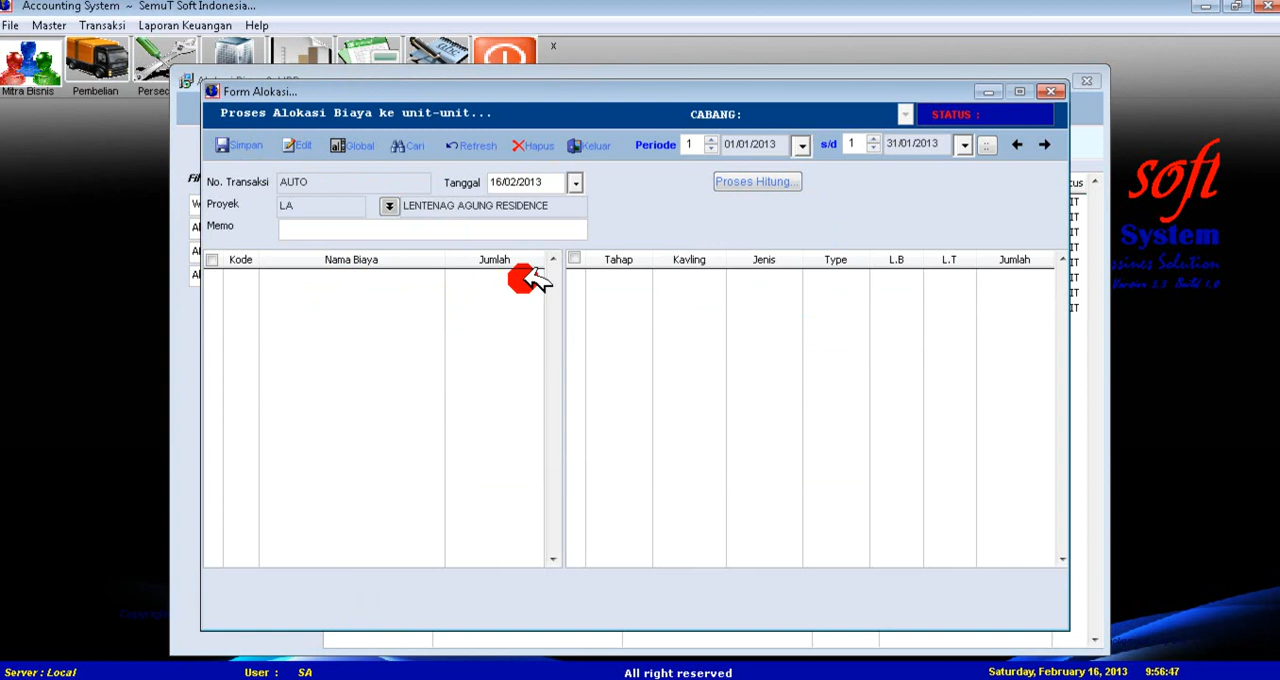 Accounting System ~ SemuT Soft Indonesia...
File Master Transaksi Laporan Keuangan Help
x
Mitra Bisnis Pembelian
Form Alokasi...
Proses Alokasi Biaya ke unit-unit... CABANG: STATUS :
Simpan Edit Global Cari Refresh Hapus Keluar Periode 1 01/01/2013 s/d 1 31/01/2013 ::
No. Transaksi AUTO Tanggal 16/02/2013 Proses Hitung...
Proyek LA LENTENAG AGUNG RESIDENCE
Memo
Kode Nama Biaya Jumlah Tahap Kavling Jenis Type L.B L.T Jumlah
soft
System
Server : Local User : SA All right reserved Saturday, February 16, 2013 9:56:47